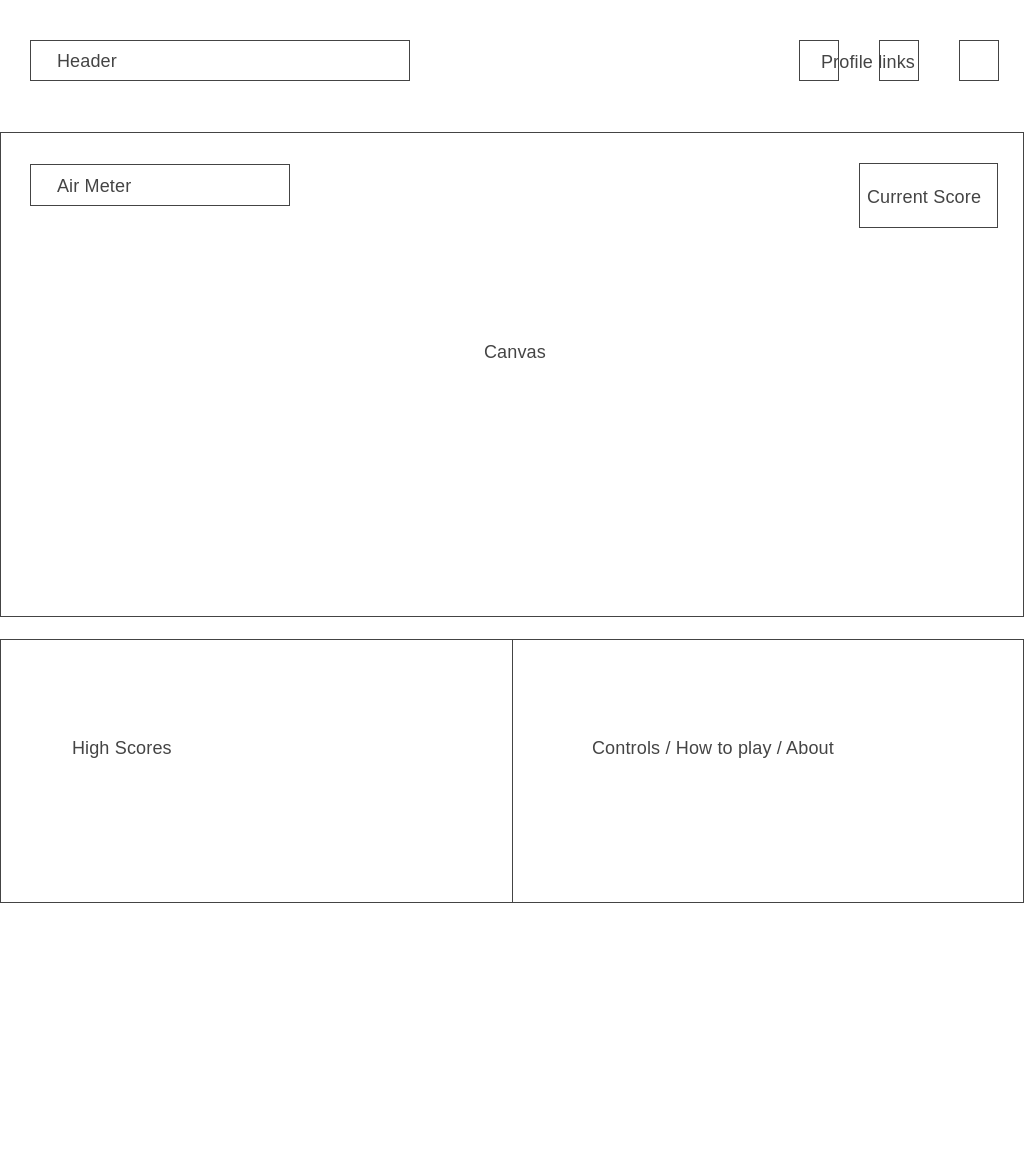 Header
Profile links
Air Meter
Current Score
Canvas
High Scores
Controls / How to play / About